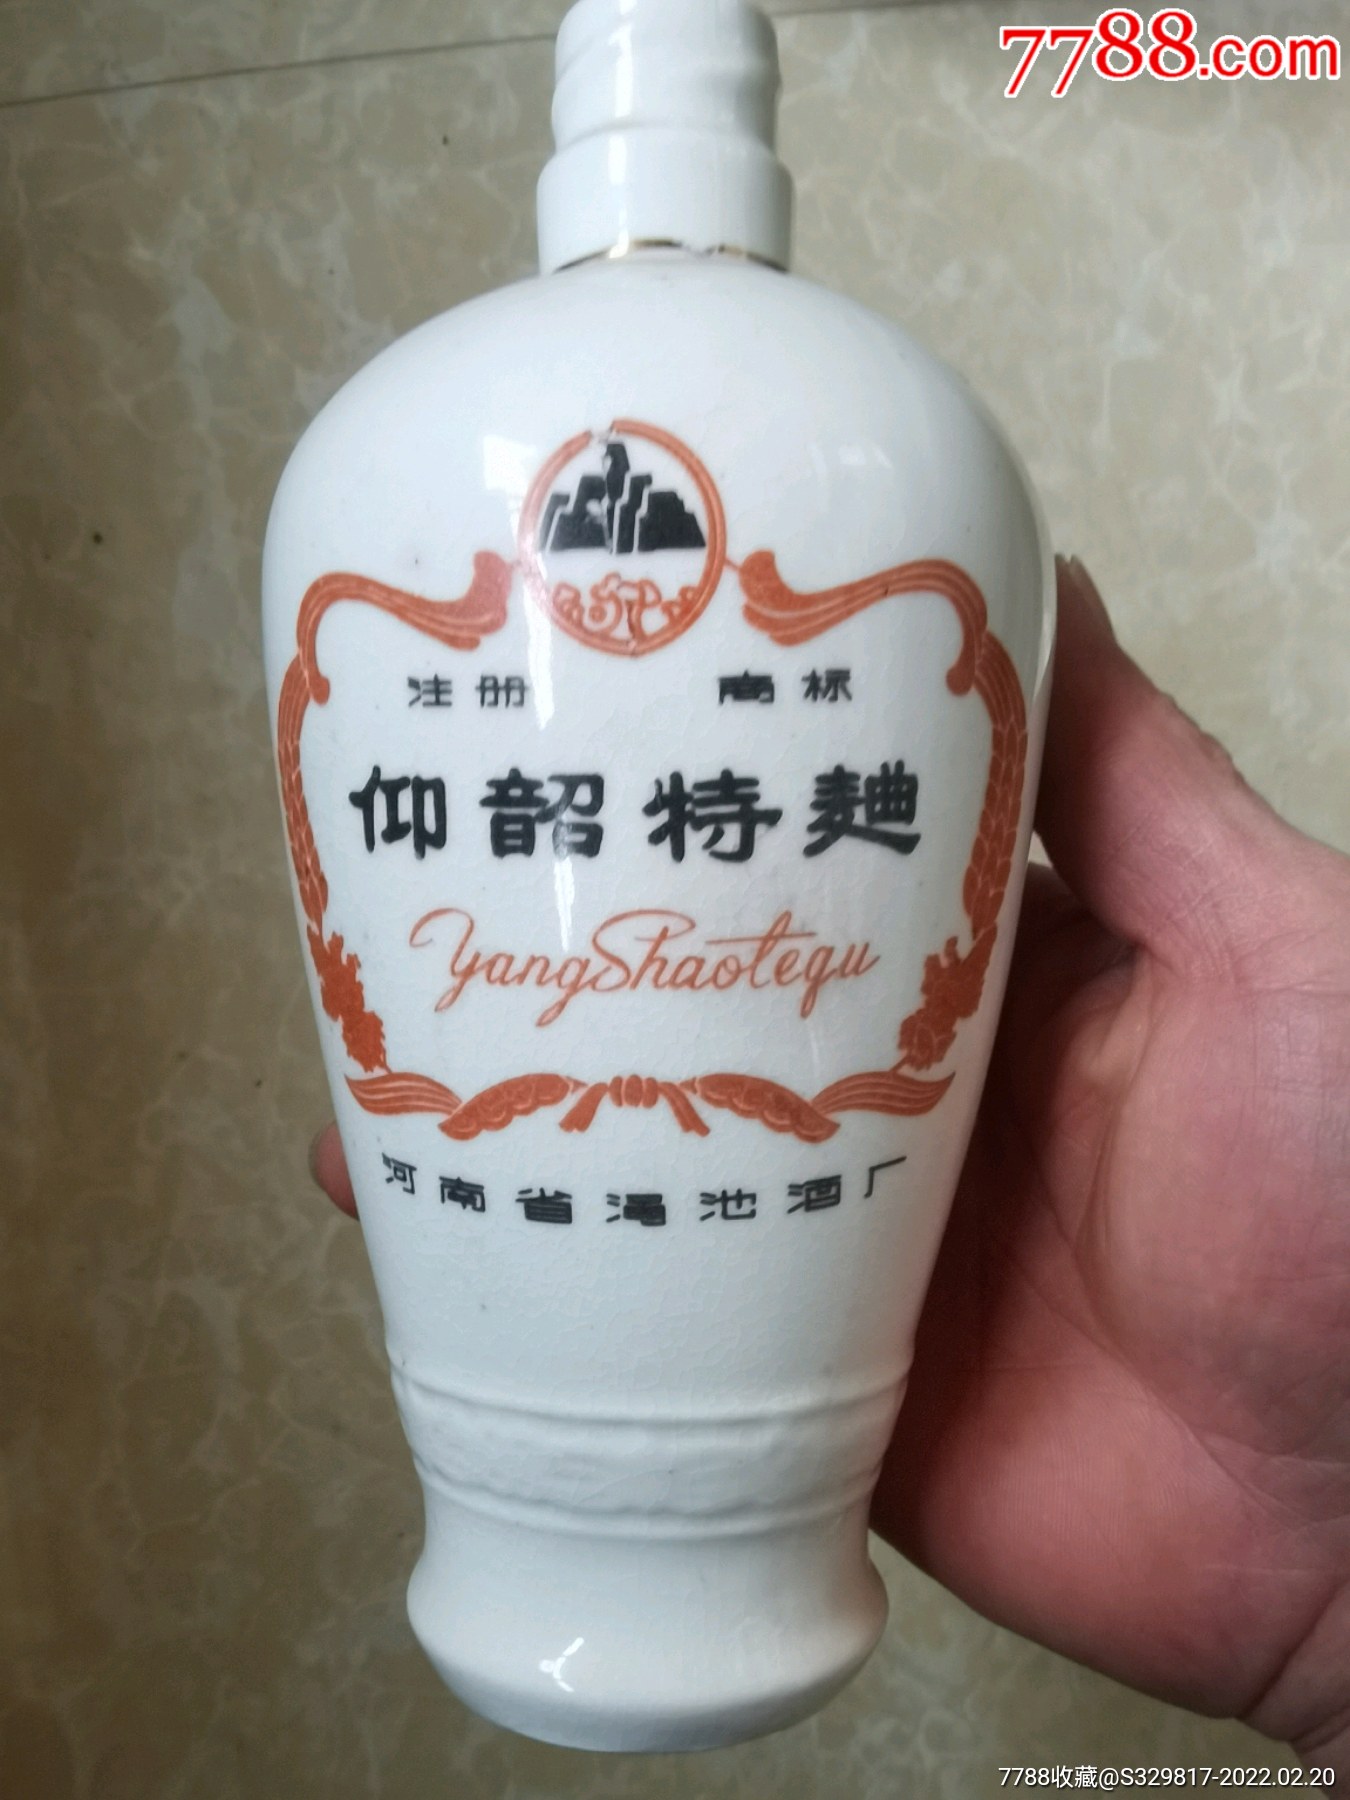 7788.com
注册 商标
仰韶特麯
YangShaotequ
河南省渑池酒厂
7788收藏@S329817-2022.02.20